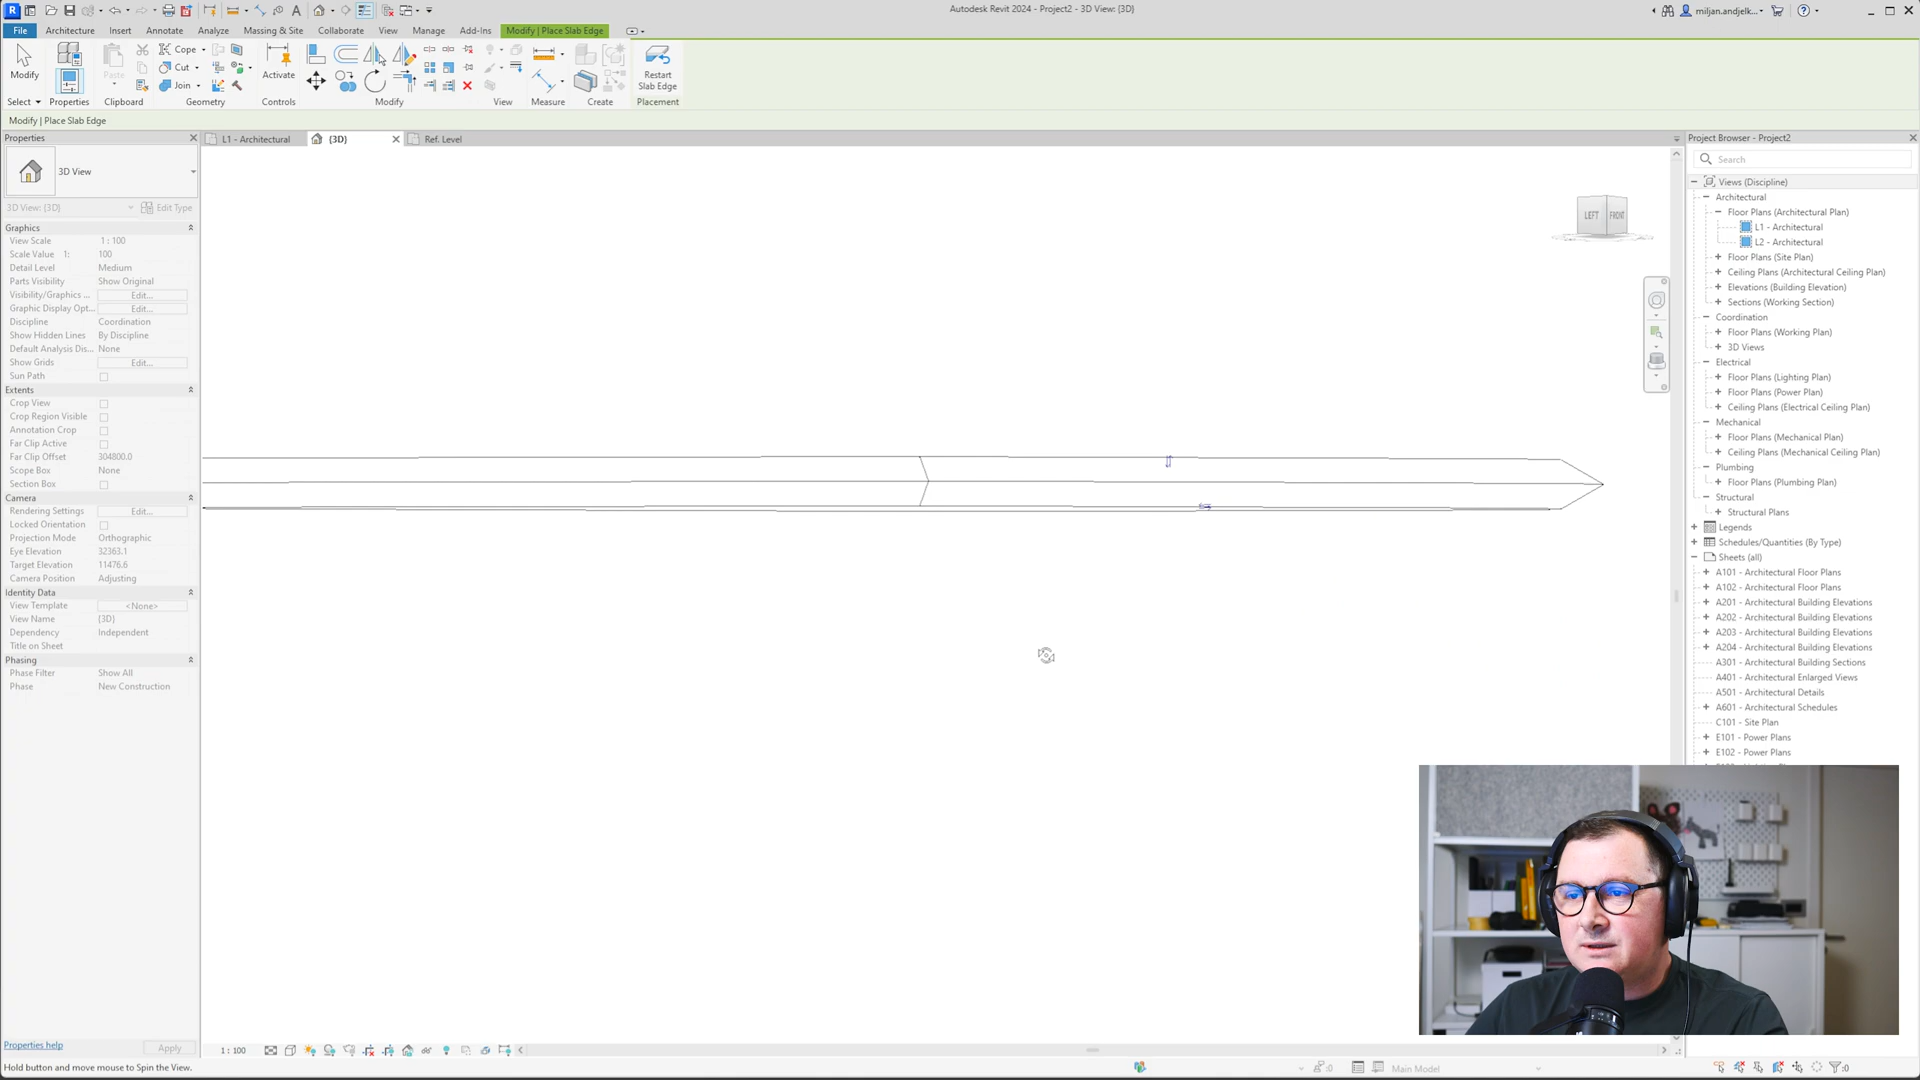 Autodesk Revit 2024 - Project2 - 3D View: {3D}
miljan.andjelk...
File
Architecture
Insert
Annotate
Analyze
Massing & Site
Collaborate
View
Manage
Add-Ins
Modify | Place Slab Edge
Modify
Paste
Cope
Cut
Join
Activate
Restart
Slab Edge
Select
Properties
Clipboard
Geometry
Controls
Modify
View
Measure
Create
Placement
Modify | Place Slab Edge
Properties
3D View
3D View: {3D}
Edit Type
Graphics
View Scale 1 : 100
Scale Value 1: 100
Detail Level Medium
Parts Visibility Show Original
Visibility/Graphics ... Edit...
Graphic Display Opt... Edit...
Discipline Coordination
Show Hidden Lines By Discipline
Default Analysis Dis... None
Show Grids Edit...
Sun Path
Extents
Crop View
Crop Region Visible
Annotation Crop
Far Clip Active
Far Clip Offset 304800.0
Scope Box None
Section Box
Camera
Rendering Settings Edit...
Locked Orientation
Projection Mode Orthographic
Eye Elevation 32363.1
Target Elevation 11476.6
Camera Position Adjusting
Identity Data
View Template <None>
View Name {3D}
Dependency Independent
Title on Sheet
Phasing
Phase Filter Show All
Phase New Construction
Properties help
Apply
L1 - Architectural
{3D}
Ref. Level
LEFT
FRONT
Project Browser - Project2
Search
Views (Discipline)
Architectural
Floor Plans (Architectural Plan)
L1 - Architectural
L2 - Architectural
Floor Plans (Site Plan)
Ceiling Plans (Architectural Ceiling Plan)
Elevations (Building Elevation)
Sections (Working Section)
Coordination
Floor Plans (Working Plan)
3D Views
Electrical
Floor Plans (Lighting Plan)
Floor Plans (Power Plan)
Ceiling Plans (Electrical Ceiling Plan)
Mechanical
Floor Plans (Mechanical Plan)
Ceiling Plans (Mechanical Ceiling Plan)
Plumbing
Floor Plans (Plumbing Plan)
Structural
Structural Plans
Legends
Schedules/Quantities (By Type)
Sheets (all)
A101 - Architectural Floor Plans
A102 - Architectural Floor Plans
A201 - Architectural Building Elevations
A202 - Architectural Building Elevations
A203 - Architectural Building Elevations
A204 - Architectural Building Elevations
A301 - Architectural Building Sections
A401 - Architectural Enlarged Views
A501 - Architectural Details
A601 - Architectural Schedules
C101 - Site Plan
E101 - Power Plans
E102 - Power Plans
1 : 100
Hold button and move mouse to Spin the View.
:0
Main Model
:0